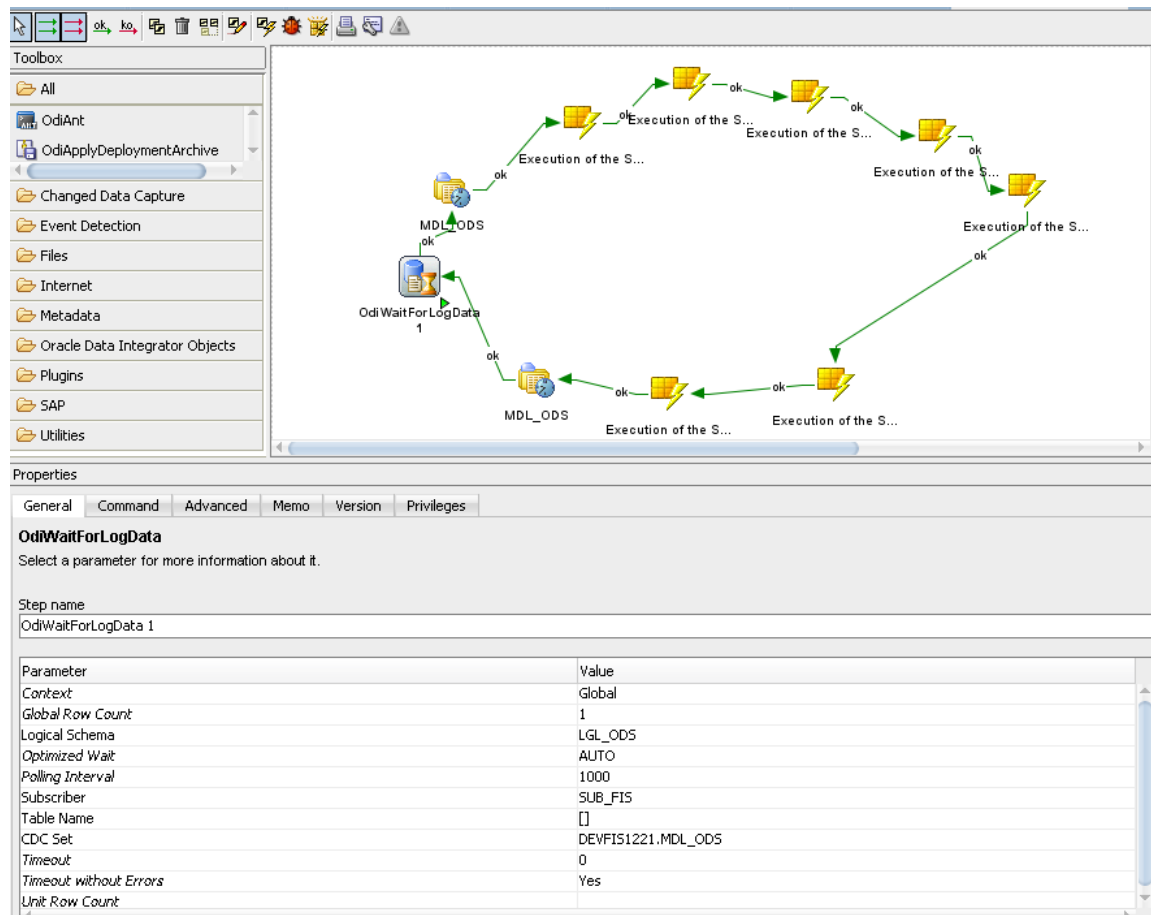 ok ko
Toolbox
All
OdiAnt
OdiApplyDeploymentArchive
Changed Data Capture
Event Detection
Files
Internet
Metadata
Oracle Data Integrator Objects
Plugins
SAP
Utilities
OdiWaitForLogData
1
ok
MDL_ODS
ok
Execution of the S...
ok
Execution of the S...
ok
Execution of the S...
ok
Execution of the S...
ok
Execution of the S...
ok
Execution of the S...
ok
Execution of the S...
ok
MDL_ODS
ok
Properties
General Command Advanced Memo Version Privileges
OdiWaitForLogData
Select a parameter for more information about it.
Step name
OdiWaitForLogData 1
Parameter Value
Context Global
Global Row Count 1
Logical Schema LGL_ODS
Optimized Wait AUTO
Polling Interval 1000
Subscriber SUB_FIS
Table Name []
CDC Set DEVFIS1221.MDL_ODS
Timeout 0
Timeout without Errors Yes
Unit Row Count